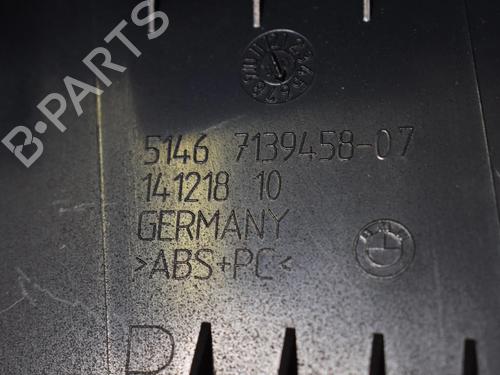 B-PARTS
5146 7139458-07
141218 10
GERMANY
>ABS+PC<
D